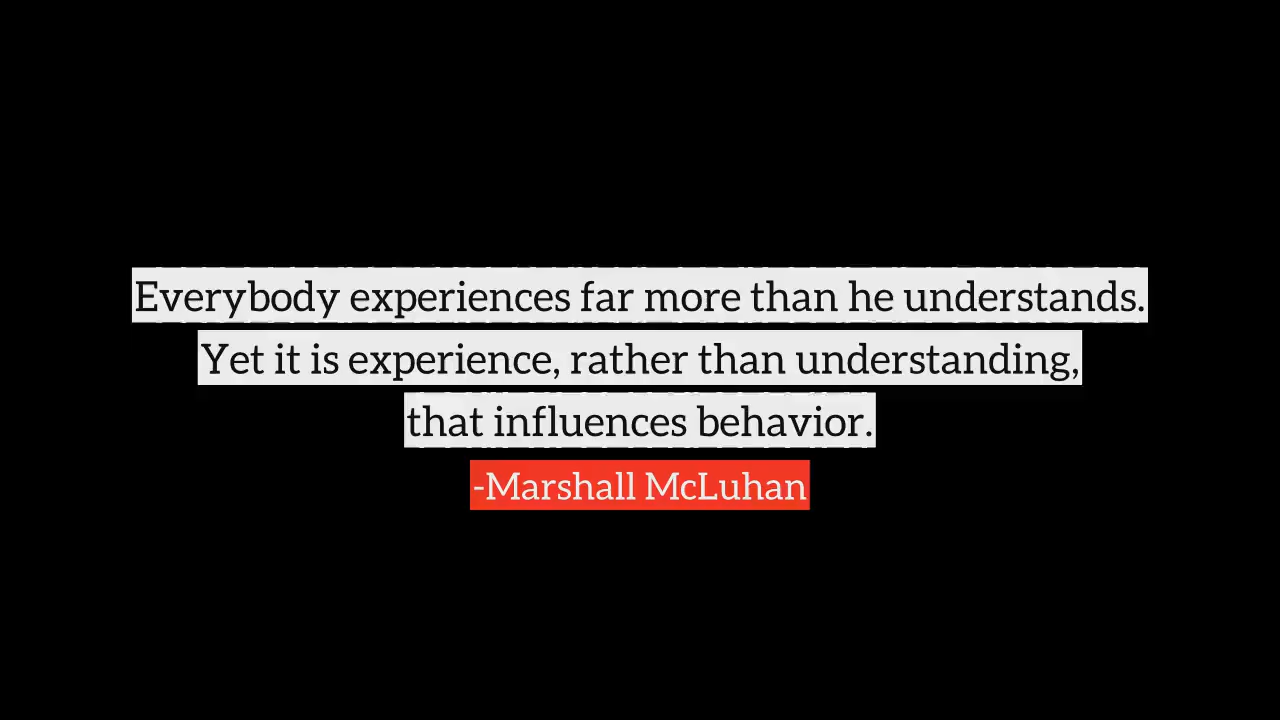 Everybody experiences far more than he understands.
Yet it is experience, rather than understanding,
that influences behavior.
-Marshall McLuhan